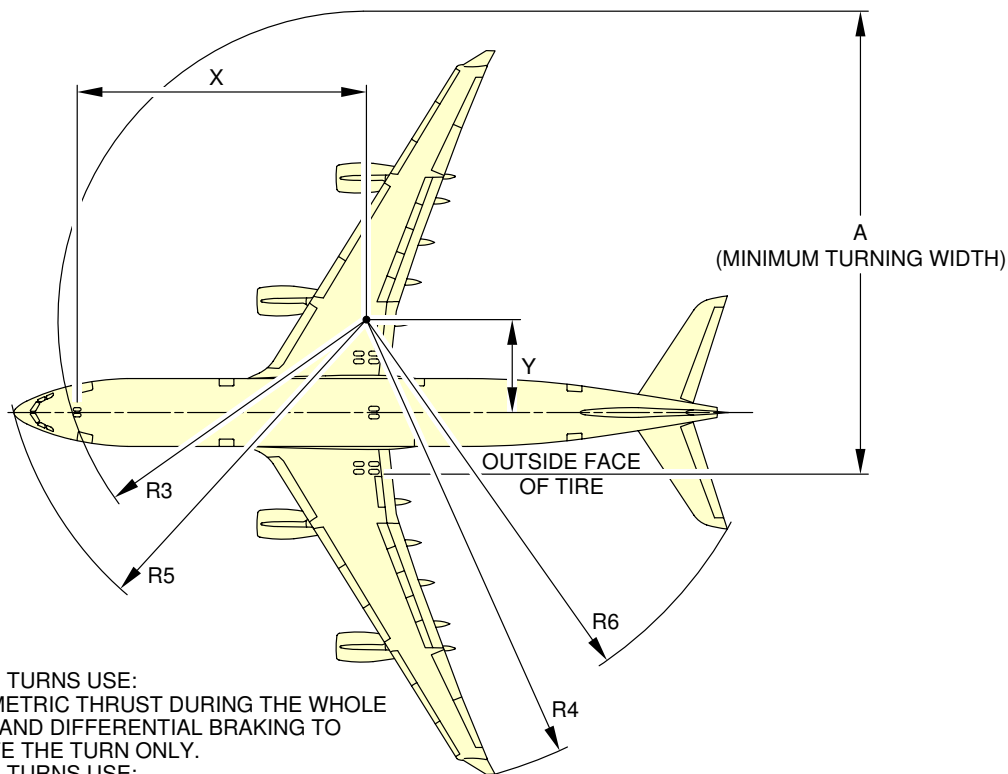 X
A
(MINIMUM TURNING WIDTH)
Y
OUTSIDE FACE
OF TIRE
R3
R5
R6
R4
TURNS USE:
METRIC THRUST DURING THE WHOLE
AND DIFFERENTIAL BRAKING TO
THE TURN ONLY.
TURNS USE: